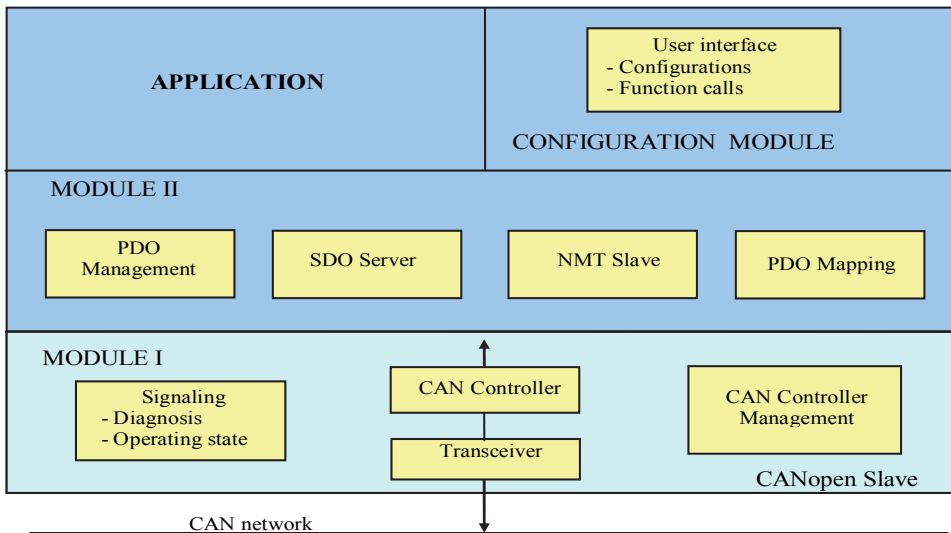 APPLICATION
User interface
- Configurations
- Function calls
CONFIGURATION MODULE
MODULE II
PDO
Management
SDO Server
NMT Slave
PDO Mapping
MODULE I
Signaling
- Diagnosis
- Operating state
CAN Controller
Transceiver
CAN Controller
Management
CANopen Slave
CAN network